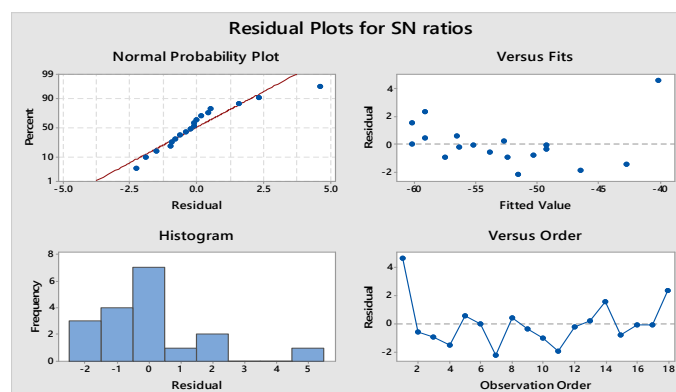 Residual Plots for SN ratios
Normal Probability Plot
Versus Fits
99
90
50
10
1
Percent
-5.0 -2.5 0.0 2.5 5.0
Residual
4
2
0
-2
Residual
-60 -55 -50 -45 -40
Fitted Value
Histogram
Versus Order
8
6
4
2
0
Frequency
-2 -1 0 1 2 3 4 5
Residual
4
2
0
-2
Residual
2 4 6 8 10 12 14 16 18
Observation Order